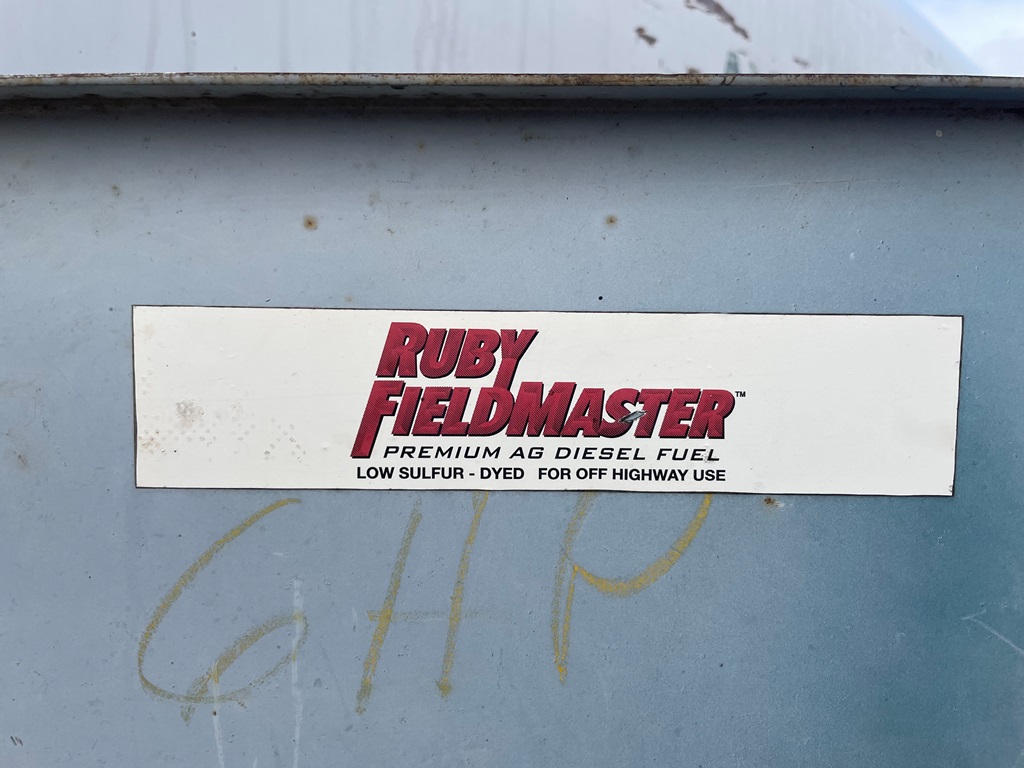 RUBY
FIELDMASTER™
PREMIUM AG DIESEL FUEL
LOW SULFUR - DYED FOR OFF HIGHWAY USE
GHP